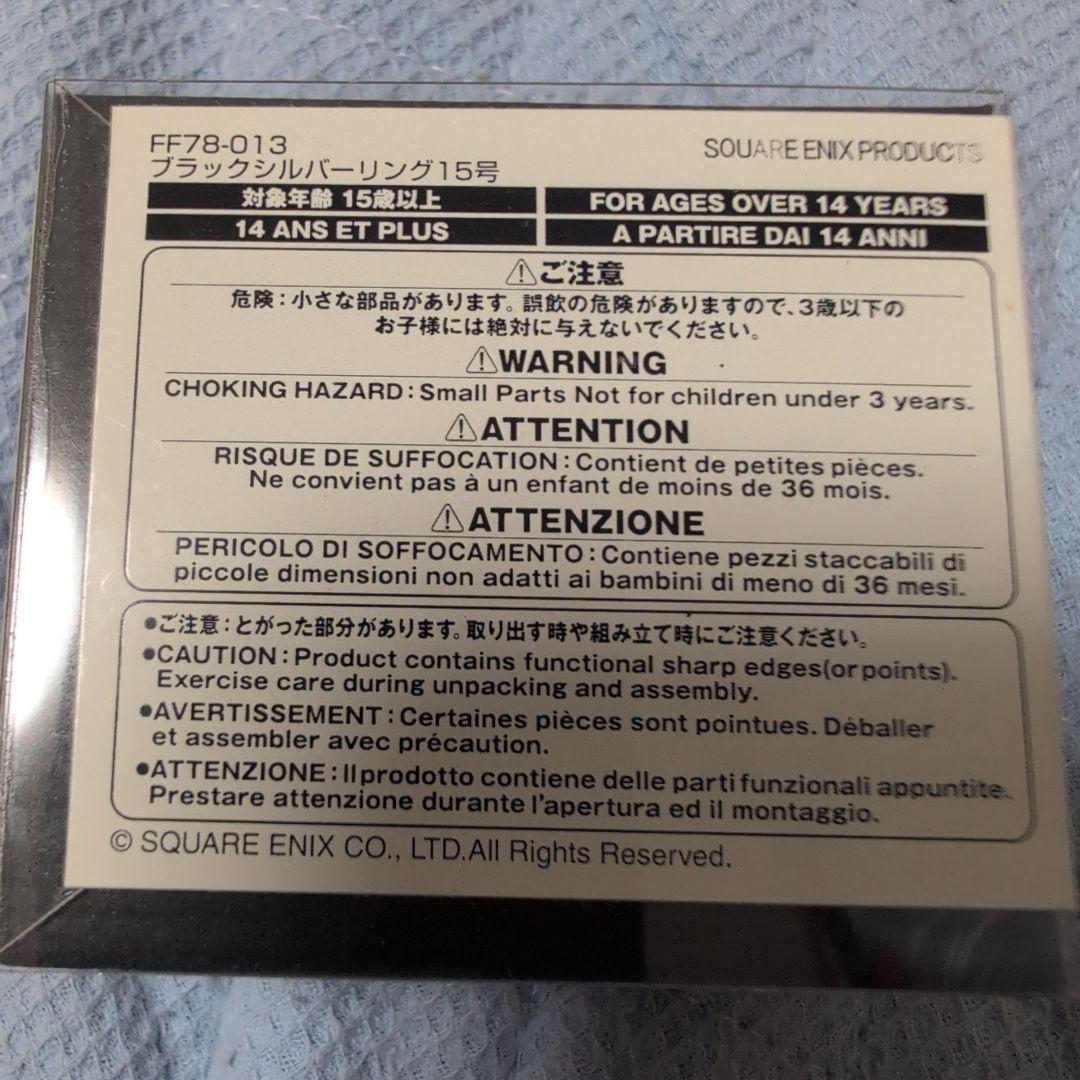 FF78-013
ブラックシルバーリング15号
SQUARE ENIX PRODUCTS
対象年齢 15歳以上
FOR AGES OVER 14 YEARS
14 ANS ET PLUS
A PARTIRE DAI 14 ANNI
⚠ご注意
危険：小さな部品があります。誤飲の危険がありますので、3歳以下の
お子様には絶対に与えないでください。
⚠WARNING
CHOKING HAZARD：Small Parts Not for children under 3 years.
⚠ATTENTION
RISQUE DE SUFFOCATION：Contient de petites pièces.
Ne convient pas à un enfant de moins de 36 mois.
⚠ATTENZIONE
PERICOLO DI SOFFOCAMENTO：Contiene pezzi staccabili di
piccole dimensioni non adatti ai bambini di meno di 36 mesi.
●ご注意：とがった部分があります。取り出す時や組み立て時にご注意ください。
●CAUTION：Product contains functional sharp edges(or points).
Exercise care during unpacking and assembly.
●AVERTISSEMENT：Certaines pièces sont pointues. Déballer
et assembler avec précaution.
●ATTENZIONE：Il prodotto contiene delle parti funzionali appuntite.
Prestare attenzione durante l'apertura ed il montaggio.
© SQUARE ENIX CO., LTD.All Rights Reserved.